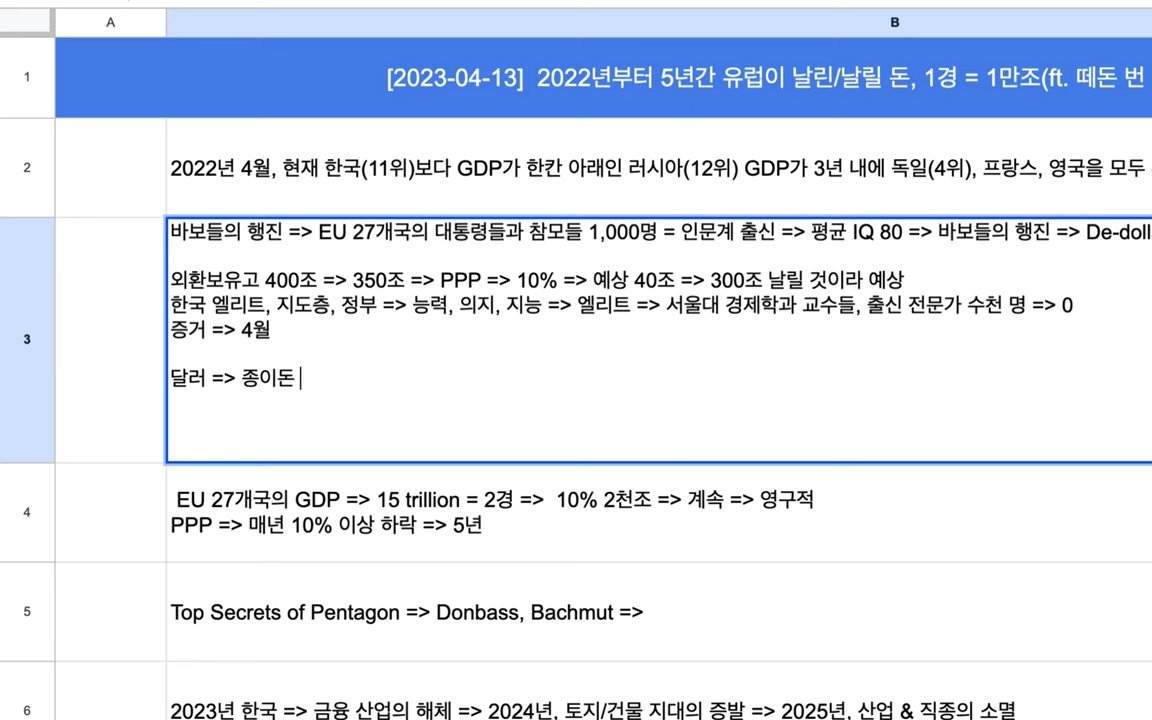 A
B
1
[2023-04-13] 2022년부터 5년간 유럽이 날린/날릴 돈, 1경 = 1만조(ft. 떼돈 번
2
2022년 4월, 현재 한국(11위)보다 GDP가 한칸 아래인 러시아(12위) GDP가 3년 내에 독일(4위), 프랑스, 영국을 모두
3
바보들의 행진 => EU 27개국의 대통령들과 참모들 1,000명 = 인문계 출신 => 평균 IQ 80 => 바보들의 행진 => De-doll
외환보유고 400조 => 350조 => PPP => 10% => 예상 40조 => 300조 날릴 것이라 예상
한국 엘리트, 지도층, 정부 => 능력, 의지, 지능 => 엘리트 => 서울대 경제학과 교수들, 출신 전문가 수천 명 => 0
증거 => 4월
달러 => 종이돈
4
EU 27개국의 GDP => 15 trillion = 2경 => 10% 2천조 => 계속 => 영구적
PPP => 매년 10% 이상 하락 => 5년
5
Top Secrets of Pentagon => Donbass, Bachmut =>
6
2023년 한국 => 금융 산업의 해체 => 2024년, 토지/건물 지대의 증발 => 2025년, 산업 & 직종의 소멸